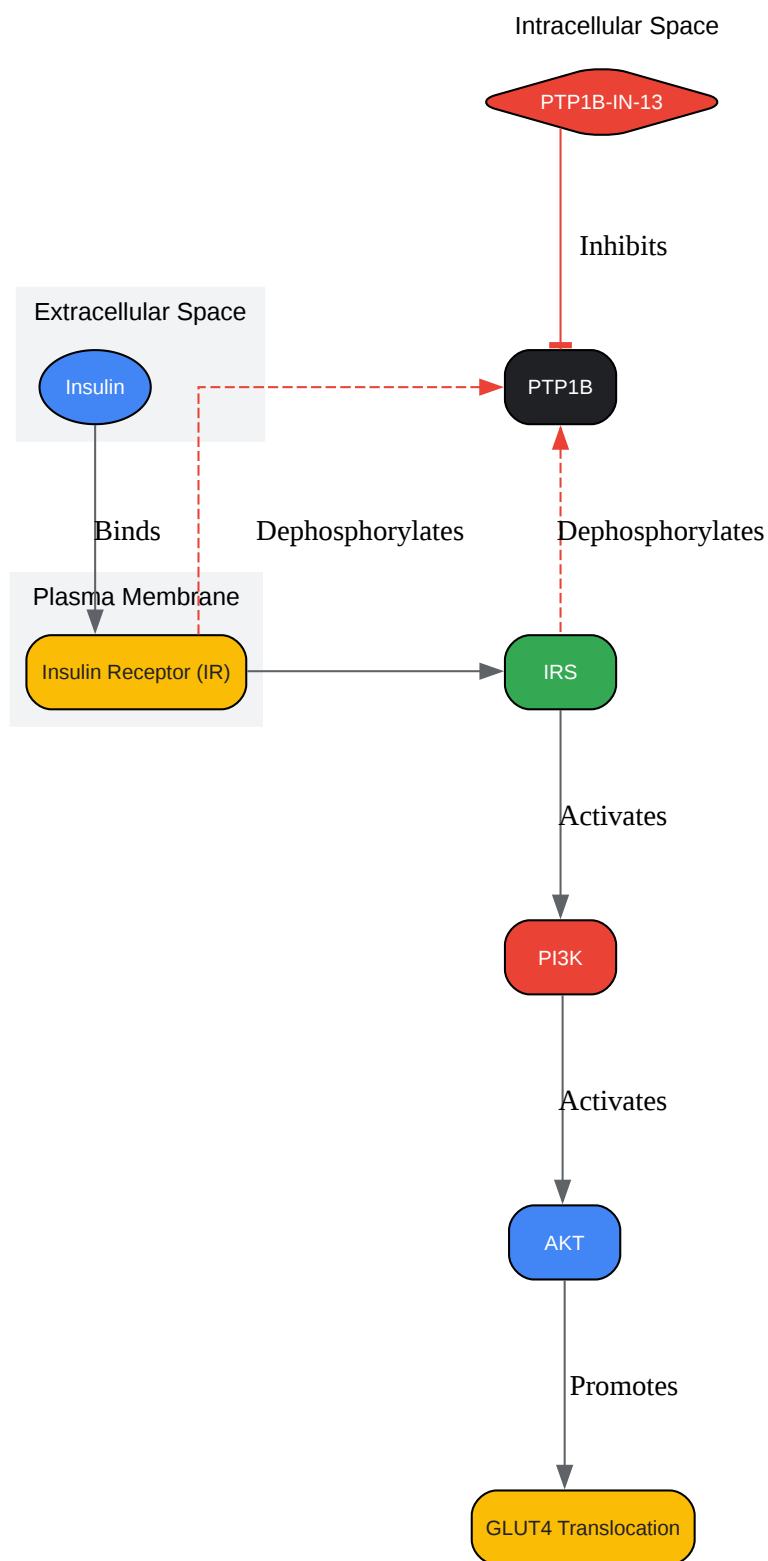 Intracellular Space
PTP1B-IN-13
Inhibits
Extracellular Space
Insulin
PTP1B
Binds
Dephosphorylates
Dephosphorylates
Plasma Membrane
Insulin Receptor (IR)
IRS
Activates
PI3K
Activates
AKT
Promotes
GLUT4 Translocation